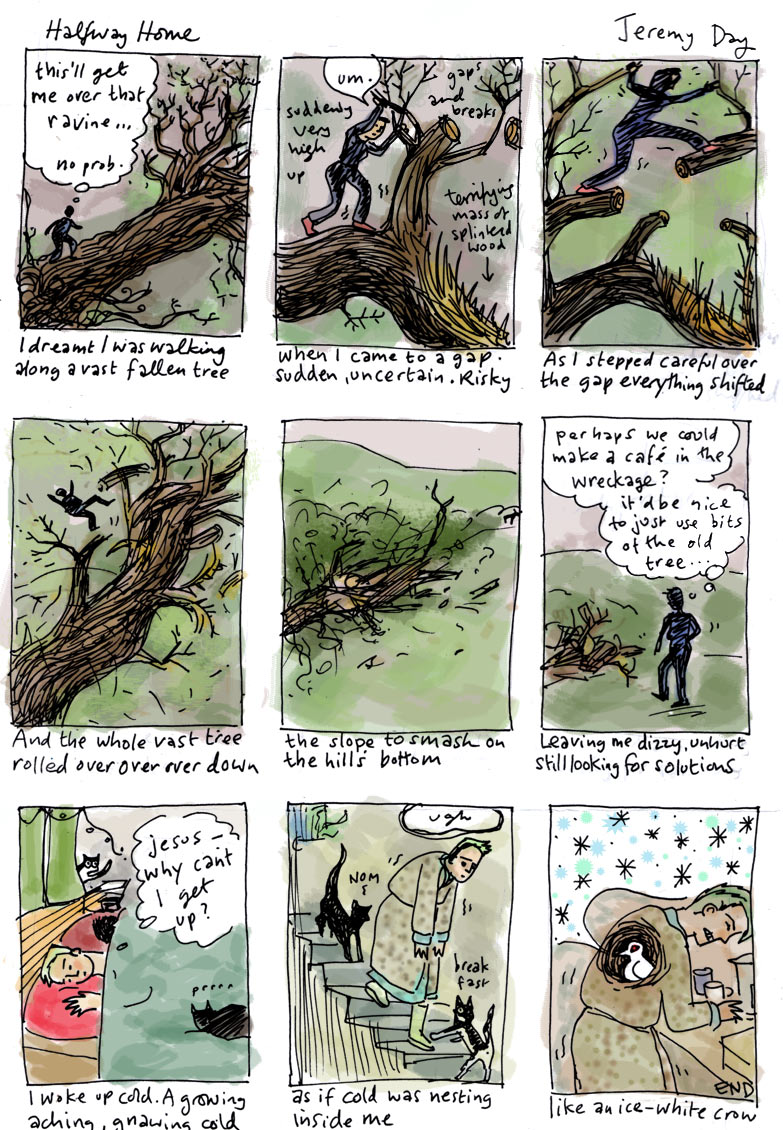 Halfway Home
Jeremy Day
this'll get
me over that
ravine...
no prob.
I dreamt I was walking
along a vast fallen tree
um.
suddenly
very
high
up
gaps
and
breaks
terrifying
mass of
splintered
wood
when I came to a gap.
sudden, uncertain. Risky
As I stepped careful over
the gap everything shifted
And the whole vast tree
rolled over over over down
the slope to smash on
the hill's bottom
perhaps we could
make a café in the
wreckage?
it'd be nice
to just use bits
of the old
tree...
Leaving me dizzy, unhurt
still looking for solutions
jesus –
why can't
I get
up?
prrrr
I woke up cold. A growing
aching, gnawing cold
ugh
NOM
break
fast
as if cold was nesting
inside me
END
like an ice-white crow